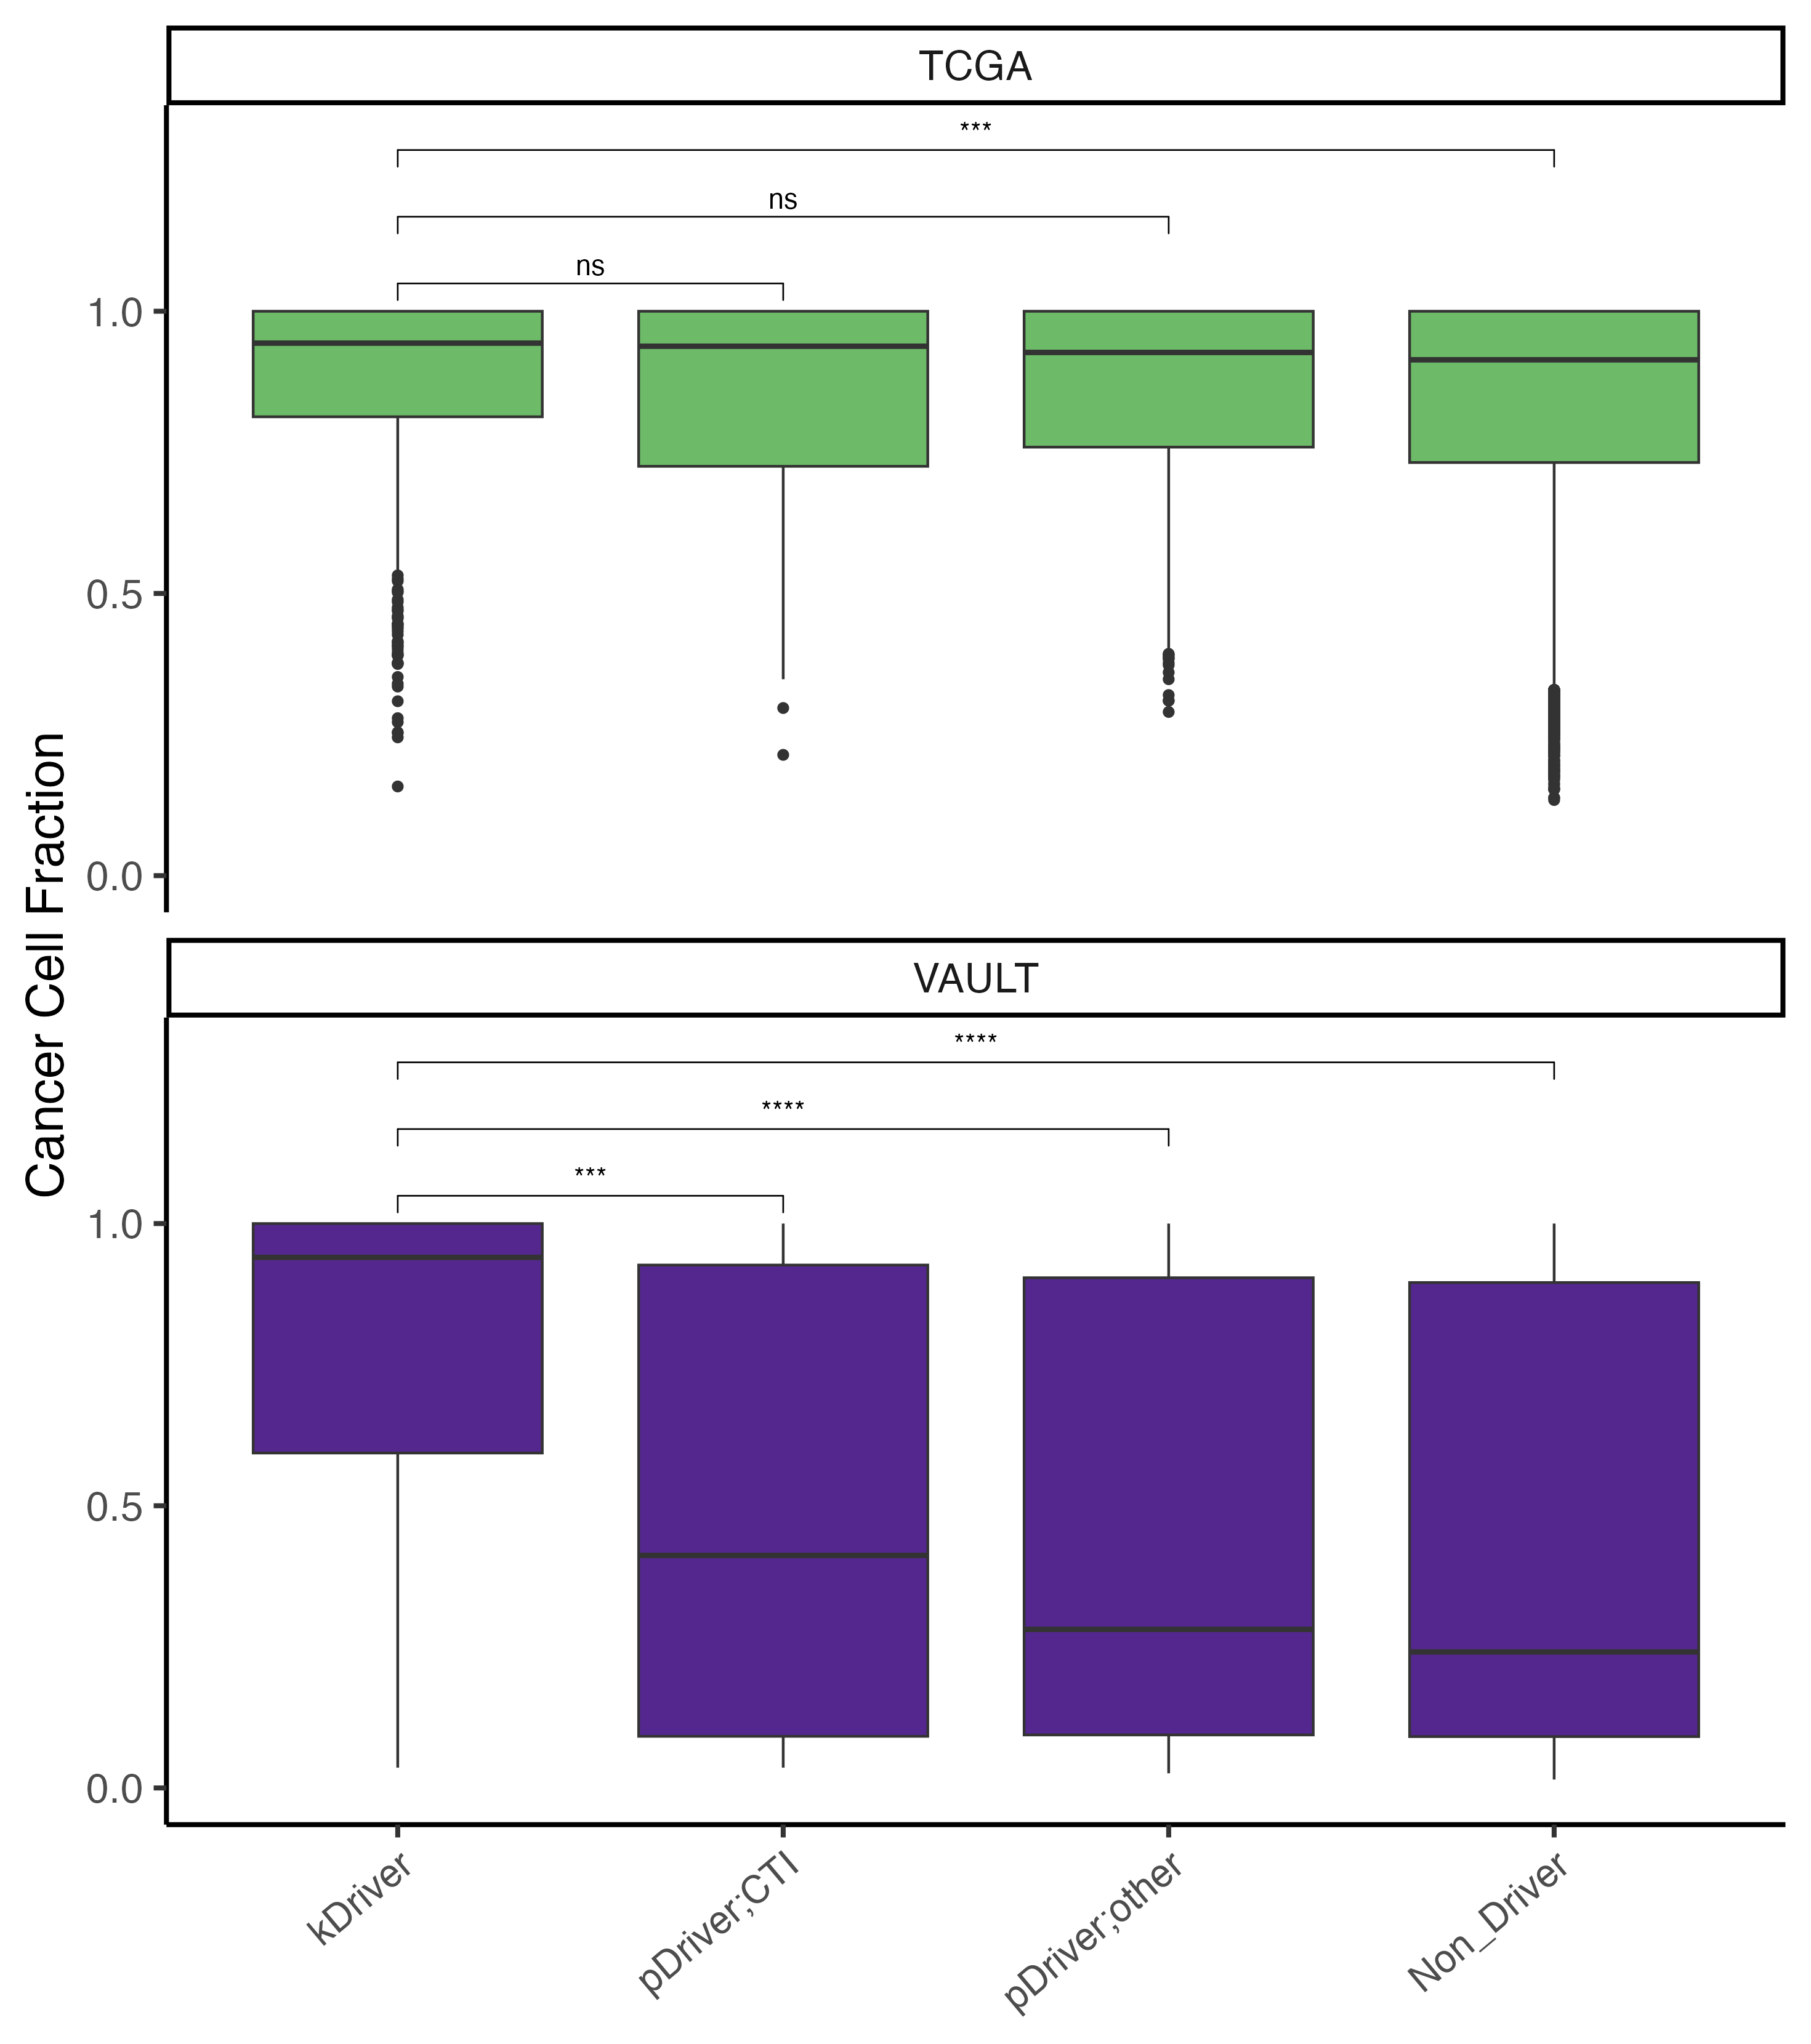 TCGA
***
ns
ns
1.0
0.5
0.0
Cancer Cell Fraction
VAULT
****
****
***
1.0
0.5
0.0
kDriver
pDriver;CTI
pDriver;other
Non_Driver